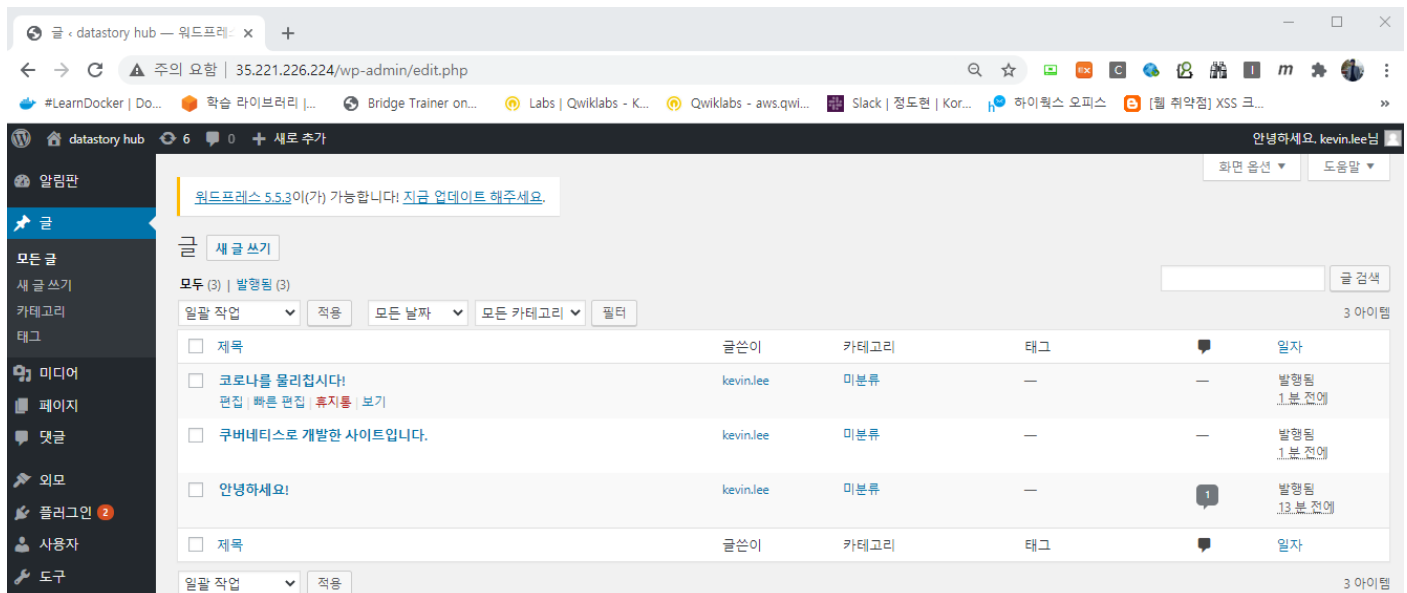 글 ‹ datastory hub — 워드프레
주의 요함 | 35.221.226.224/wp-admin/edit.php
#LearnDocker | Do... 학습 라이브러리 |... Bridge Trainer on... Labs | Qwiklabs - K... Qwiklabs - aws.qwi... Slack | 정도현 | Kor... 하이웍스 오피스 [웹 취약점] XSS 크... »
datastory hub 6 0 + 새로 추가 안녕하세요, kevin.lee님
화면 옵션 ▼ 도움말 ▼
알림판
글
모든 글
새 글 쓰기
카테고리
태그
미디어
페이지
댓글
외모
플러그인 2
사용자
도구
워드프레스 5.5.3이(가) 가능합니다! 지금 업데이트 해주세요.
글 새 글 쓰기
모두 (3) | 발행됨 (3)
글 검색
일괄 작업 적용 모든 날짜 모든 카테고리 필터 3 아이템
제목 글쓴이 카테고리 태그 일자
코로나를 물리칩시다! kevin.lee 미분류 — — 발행됨
편집 | 빠른 편집 | 휴지통 | 보기 1 분 전에
쿠버네티스로 개발한 사이트입니다. kevin.lee 미분류 — — 발행됨
1 분 전에
안녕하세요! kevin.lee 미분류 — 1 발행됨
13 분 전에
제목 글쓴이 카테고리 태그 일자
일괄 작업 적용 3 아이템